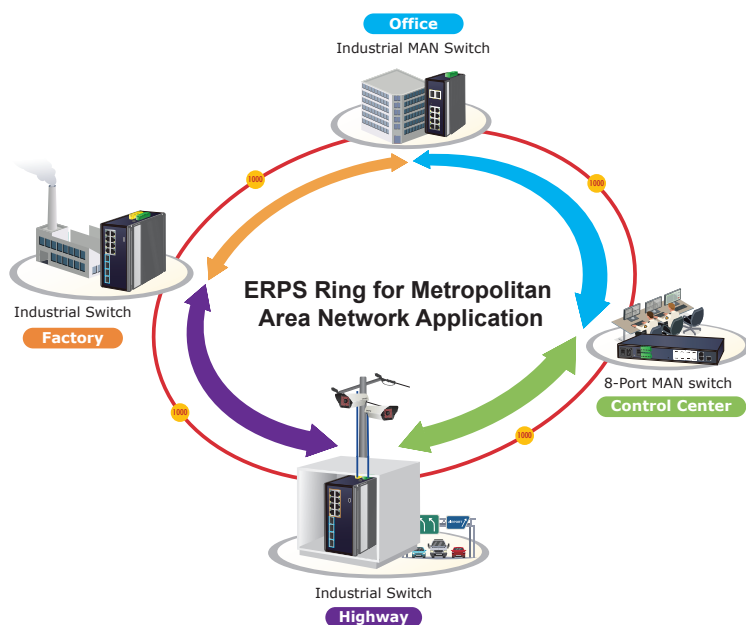 Office
Industrial MAN Switch
1000
1000
ERPS Ring for Metropolitan
Area Network Application
Industrial Switch
Factory
8-Port MAN switch
Control Center
1000
1000
Industrial Switch
Highway